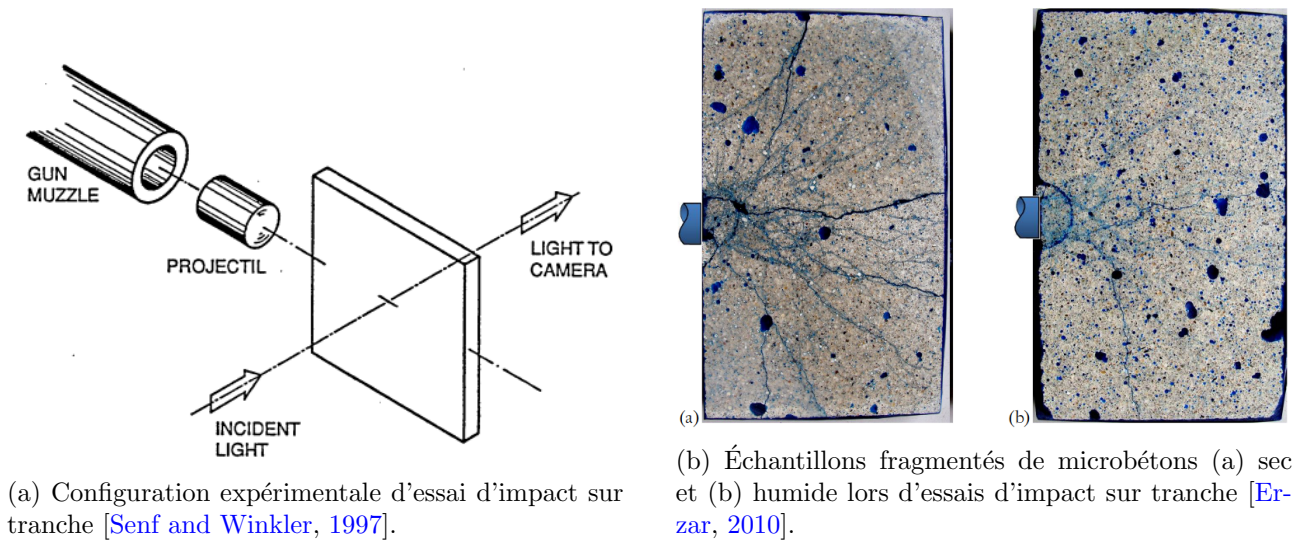 GUN
MUZZLE
PROJECTIL
LIGHT TO
CAMERA
INCIDENT
LIGHT
(a) Configuration expérimentale d'essai d'impact sur
tranche [Senf and Winkler, 1997].
(a)
(b)
(b) Échantillons fragmentés de microbétons (a) sec
et (b) humide lors d'essais d'impact sur tranche [Er-
zar, 2010].